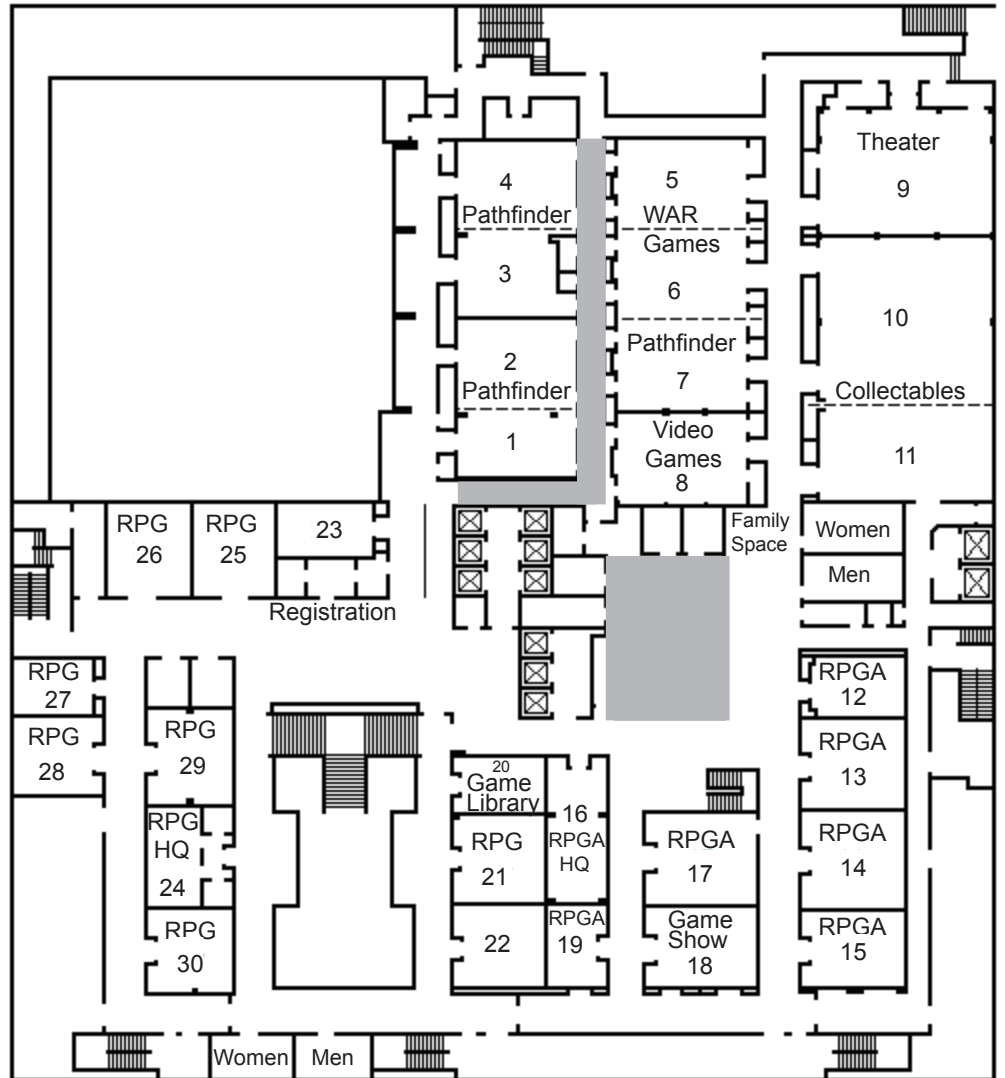 Theater
9
4
Pathfinder
3
5
WAR
Games
6
10
2
Pathfinder
1
Pathfinder
7
Collectables
11
Video
Games
8
RPG
26
RPG
25
23
Family
Space
Women
Men
Registration
RPG
27
RPG
28
RPG
29
RPG
HQ
24
RPG
30
20
Game
Library
RPG
21
22
16
RPGA
HQ
RPGA
19
RPGA
17
Game
Show
18
RPGA
12
RPGA
13
RPGA
14
RPGA
15
Women
Men